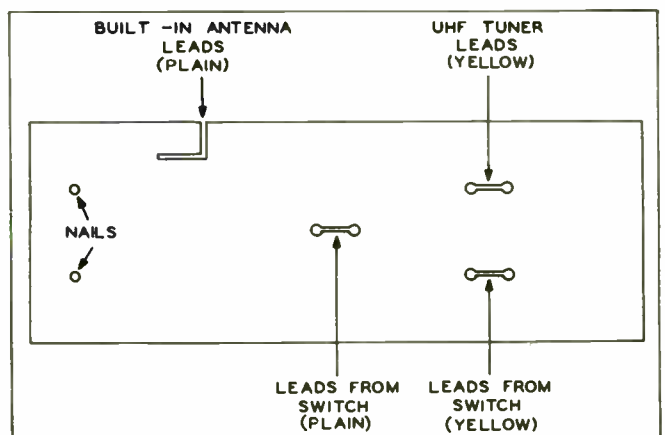 BUILT -IN ANTENNA
LEADS
(PLAIN)
UHF TUNER
LEADS
(YELLOW)
NAILS
LEADS FROM
SWITCH
(PLAIN)
LEADS FROM
SWITCH
(YELLOW)